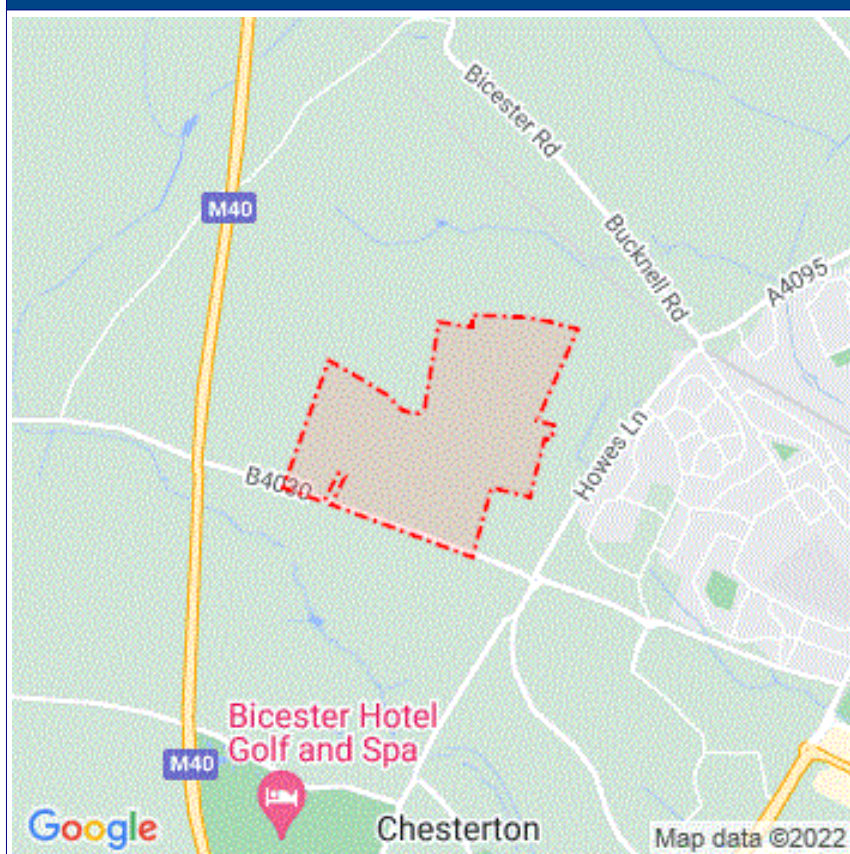 Bicester Rd
M40
Bucknell Rd
A4095
Howes Ln
B4030
Bicester Hotel
Golf and Spa
M40
Chesterton
Google
Map data ©2022